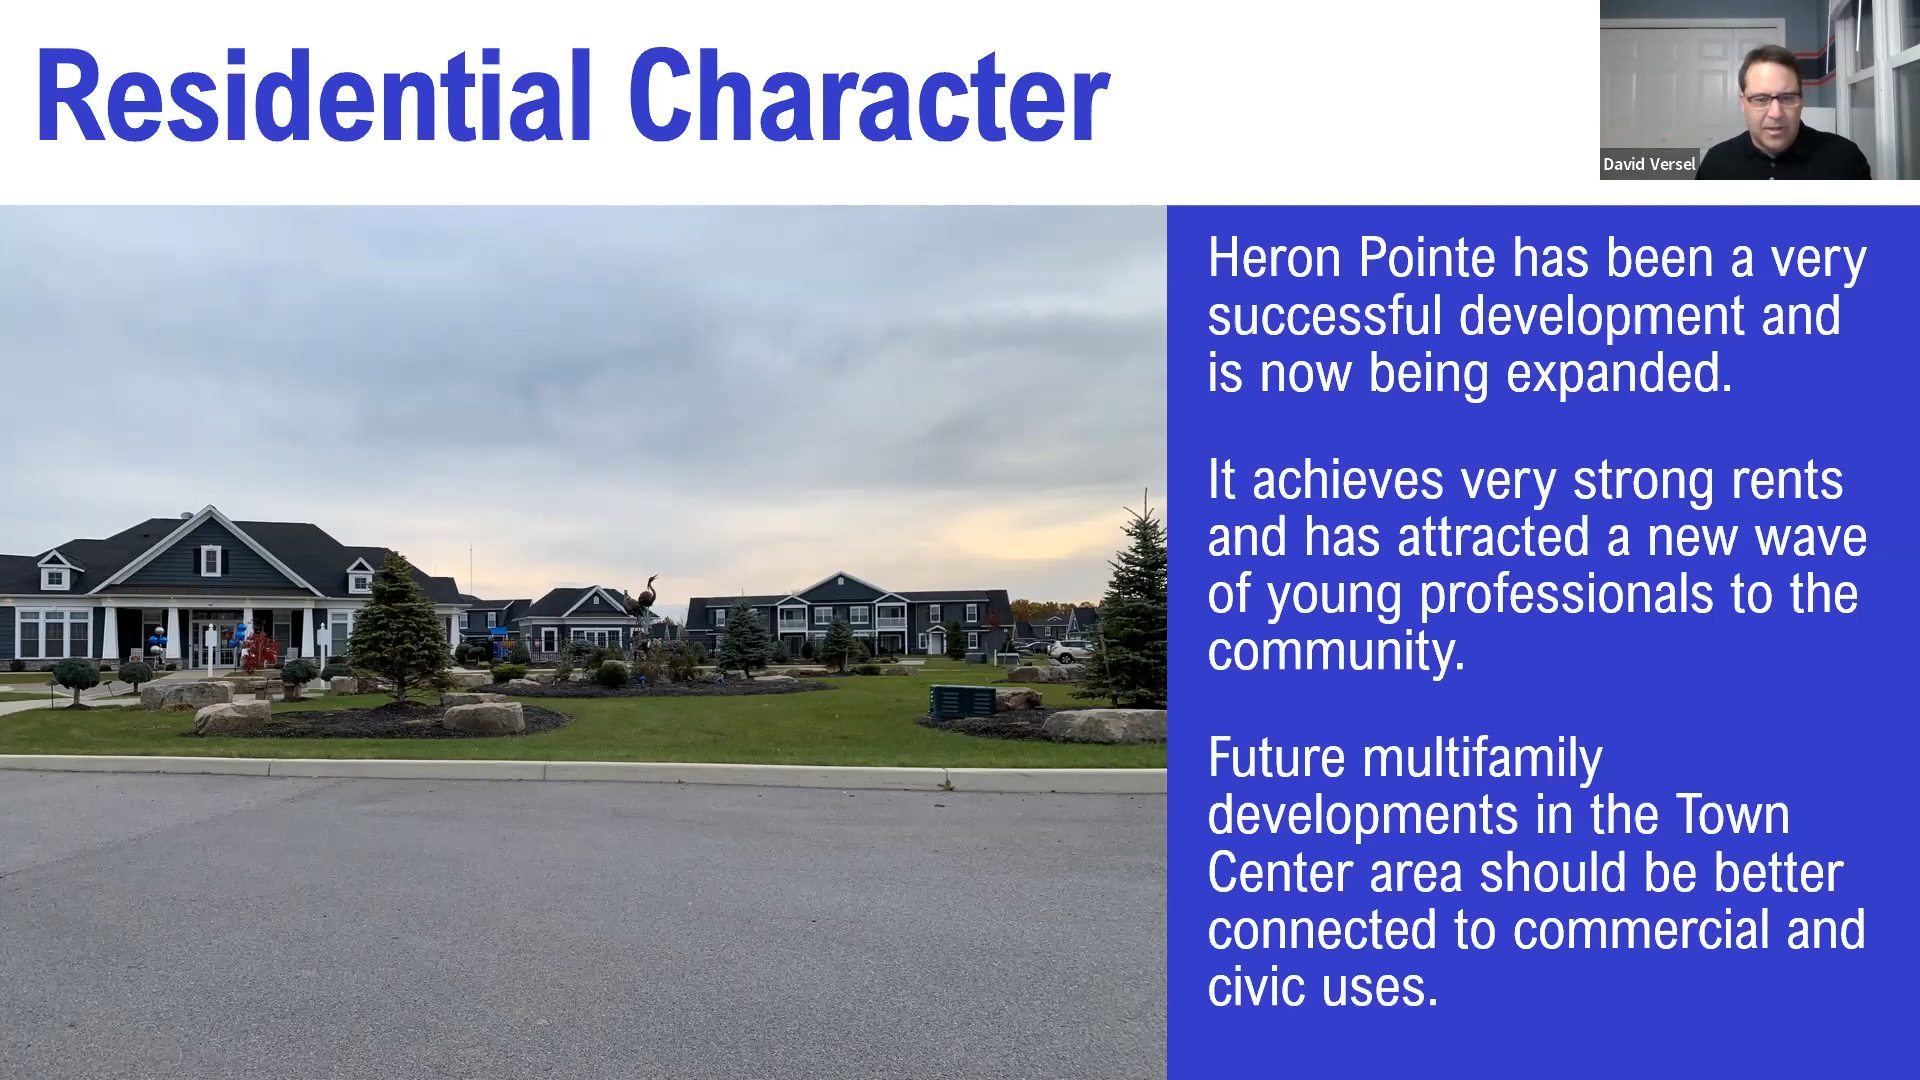 Residential Character
David Versel
Heron Pointe has been a very
successful development and
is now being expanded.
It achieves very strong rents
and has attracted a new wave
of young professionals to the
community.
Future multifamily
developments in the Town
Center area should be better
connected to commercial and
civic uses.